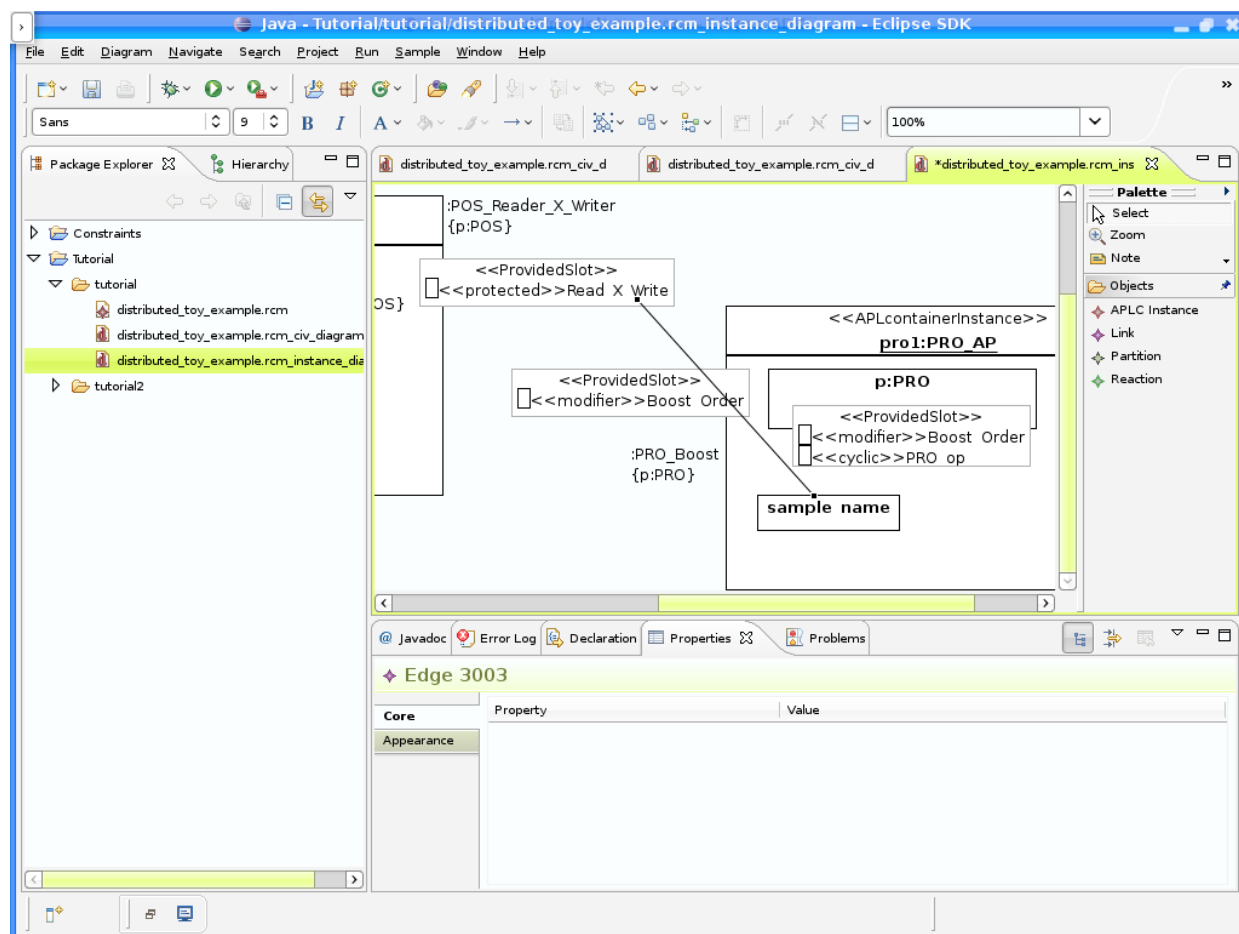 Java - Tutorial/tutorial/distributed_toy_example.rcm_instance_diagram - Eclipse SDK
File Edit Diagram Navigate Search Project Run Sample Window Help
Sans 9 B I A 100%
Package Explorer Hierarchy
distributed_toy_example.rcm_civ_d distributed_toy_example.rcm_civ_d *distributed_toy_example.rcm_ins
Constraints
Tutorial
tutorial
distributed_toy_example.rcm
distributed_toy_example.rcm_civ_diagram
distributed_toy_example.rcm_instance_dia
tutorial2
:POS_Reader_X_Writer
{p:POS}
<<ProvidedSlot>>
<<protected>>Read X Write
OS}
<<APLcontainerInstance>>
pro1:PRO_AP
<<ProvidedSlot>>
<<modifier>>Boost Order
p:PRO
<<ProvidedSlot>>
<<modifier>>Boost Order
<<cyclic>>PRO op
:PRO_Boost
{p:PRO}
sample name
Palette
Select
Zoom
Note
Objects
APLC Instance
Link
Partition
Reaction
@ Javadoc Error Log Declaration Properties Problems
Edge 3003
Core
Appearance
Property Value